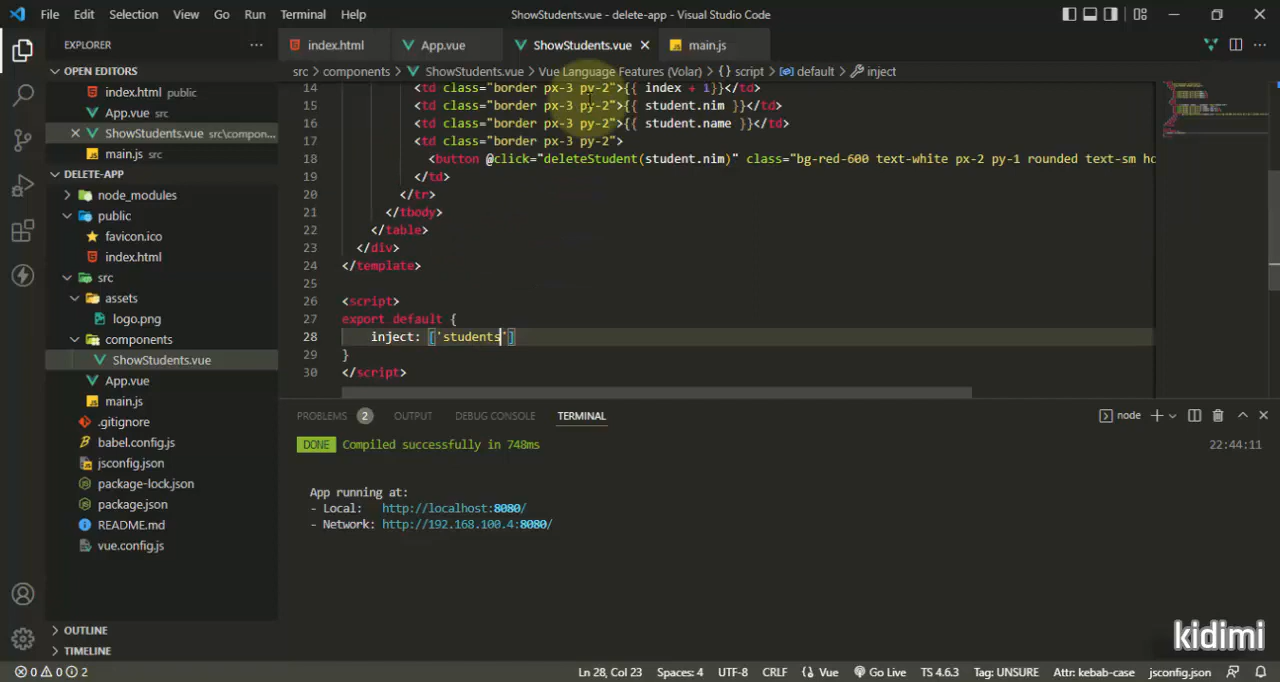 File Edit Selection View Go Run Terminal Help ShowStudents.vue - delete-app - Visual Studio Code
EXPLORER
index.html App.vue ShowStudents.vue main.js
OPEN EDITORS
index.html public
App.vue src
ShowStudents.vue src\compon...
main.js src
DELETE-APP
node_modules
public
favicon.ico
index.html
src
assets
logo.png
components
ShowStudents.vue
App.vue
main.js
.gitignore
babel.config.js
jsconfig.json
package-lock.json
package.json
README.md
vue.config.js
OUTLINE
TIMELINE
src > components > ShowStudents.vue > Vue Language Features (Volar) > {} script > default > inject
14 <td class="border px-3 py-2">{{ index + 1}}</td>
15 <td class="border px-3 py-2">{{ student.nim }}</td>
16 <td class="border px-3 py-2">{{ student.name }}</td>
17 <td class="border px-3 py-2">
18 <button @click="deleteStudent(student.nim)" class="bg-red-600 text-white px-2 py-1 rounded text-sm ho
19 </td>
20 </tr>
21 </tbody>
22 </table>
23 </div>
24 </template>
25
26 <script>
27 export default {
28 inject: ['students']
29 }
30 </script>
PROBLEMS 2 OUTPUT DEBUG CONSOLE TERMINAL
node
DONE Compiled successfully in 748ms 22:44:11
App running at:
- Local: http://localhost:8080/
- Network: http://192.168.100.4:8080/
kidimi
0 0 2 Ln 28, Col 23 Spaces: 4 UTF-8 CRLF Vue Go Live TS 4.6.3 Tag: UNSURE Attr: kebab-case jsconfig.json